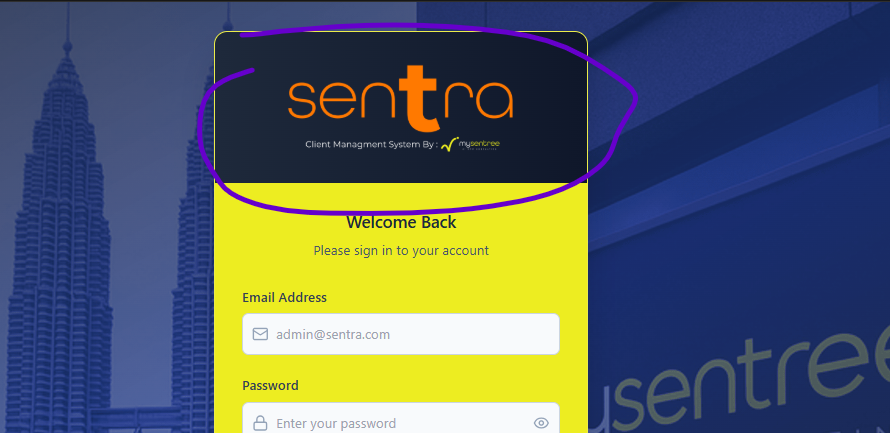 sentra
Client Managment System By :
mysentree
Welcome Back
Please sign in to your account
Email Address
admin@sentra.com
Password
Enter your password
ysentree